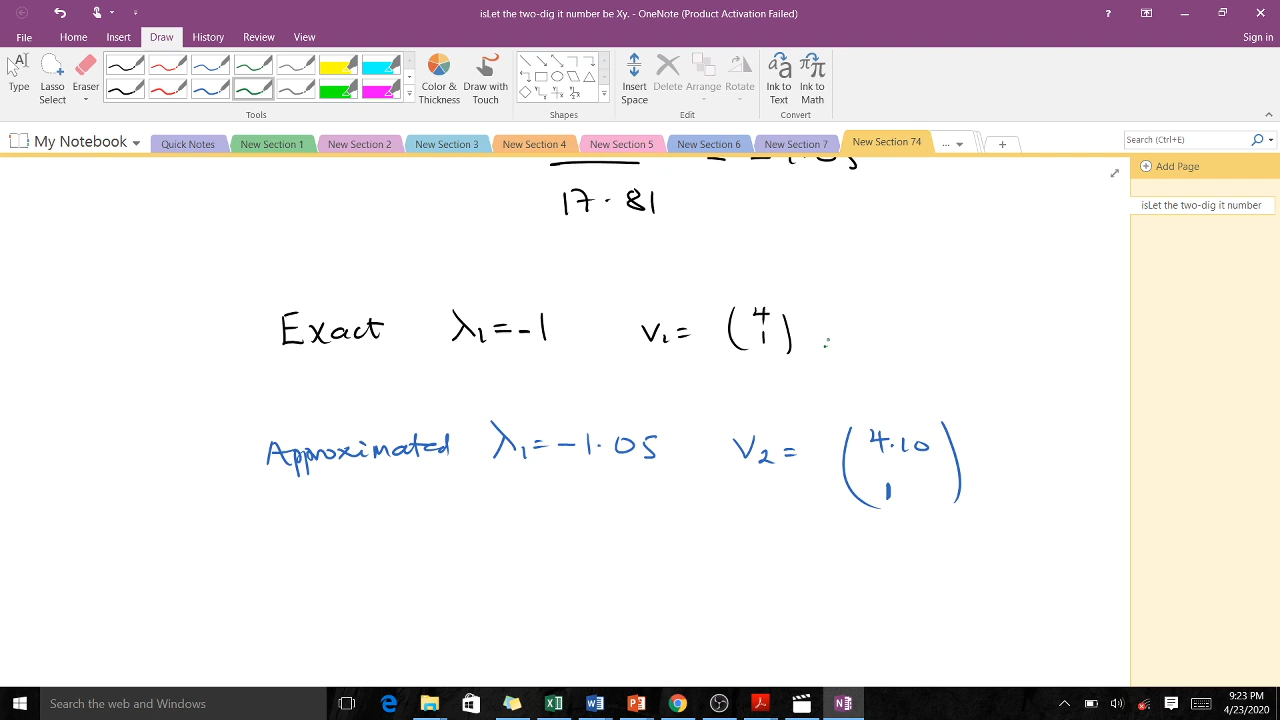 isLet the two-dig it number be Xy. - OneNote (Product Activation Failed)
File Home Insert Draw History Review View Sign in
Type Lasso Select Eraser Color & Thickness Draw with Touch Insert Space Delete Arrange Rotate Ink to Text Ink to Math
Tools Shapes Edit Convert
My Notebook Quick Notes New Section 1 New Section 2 New Section 3 New Section 4 New Section 5 New Section 6 New Section 7 New Section 74 ... + Search (Ctrl+E)
Add Page
isLet the two-dig it number
17.81
Exact λ₁=-1 V₁= (4
1)
Approximated λ₁=-1.05 V₂= (4.10
1)
Search the web and Windows
9:23 PM
4/23/2020